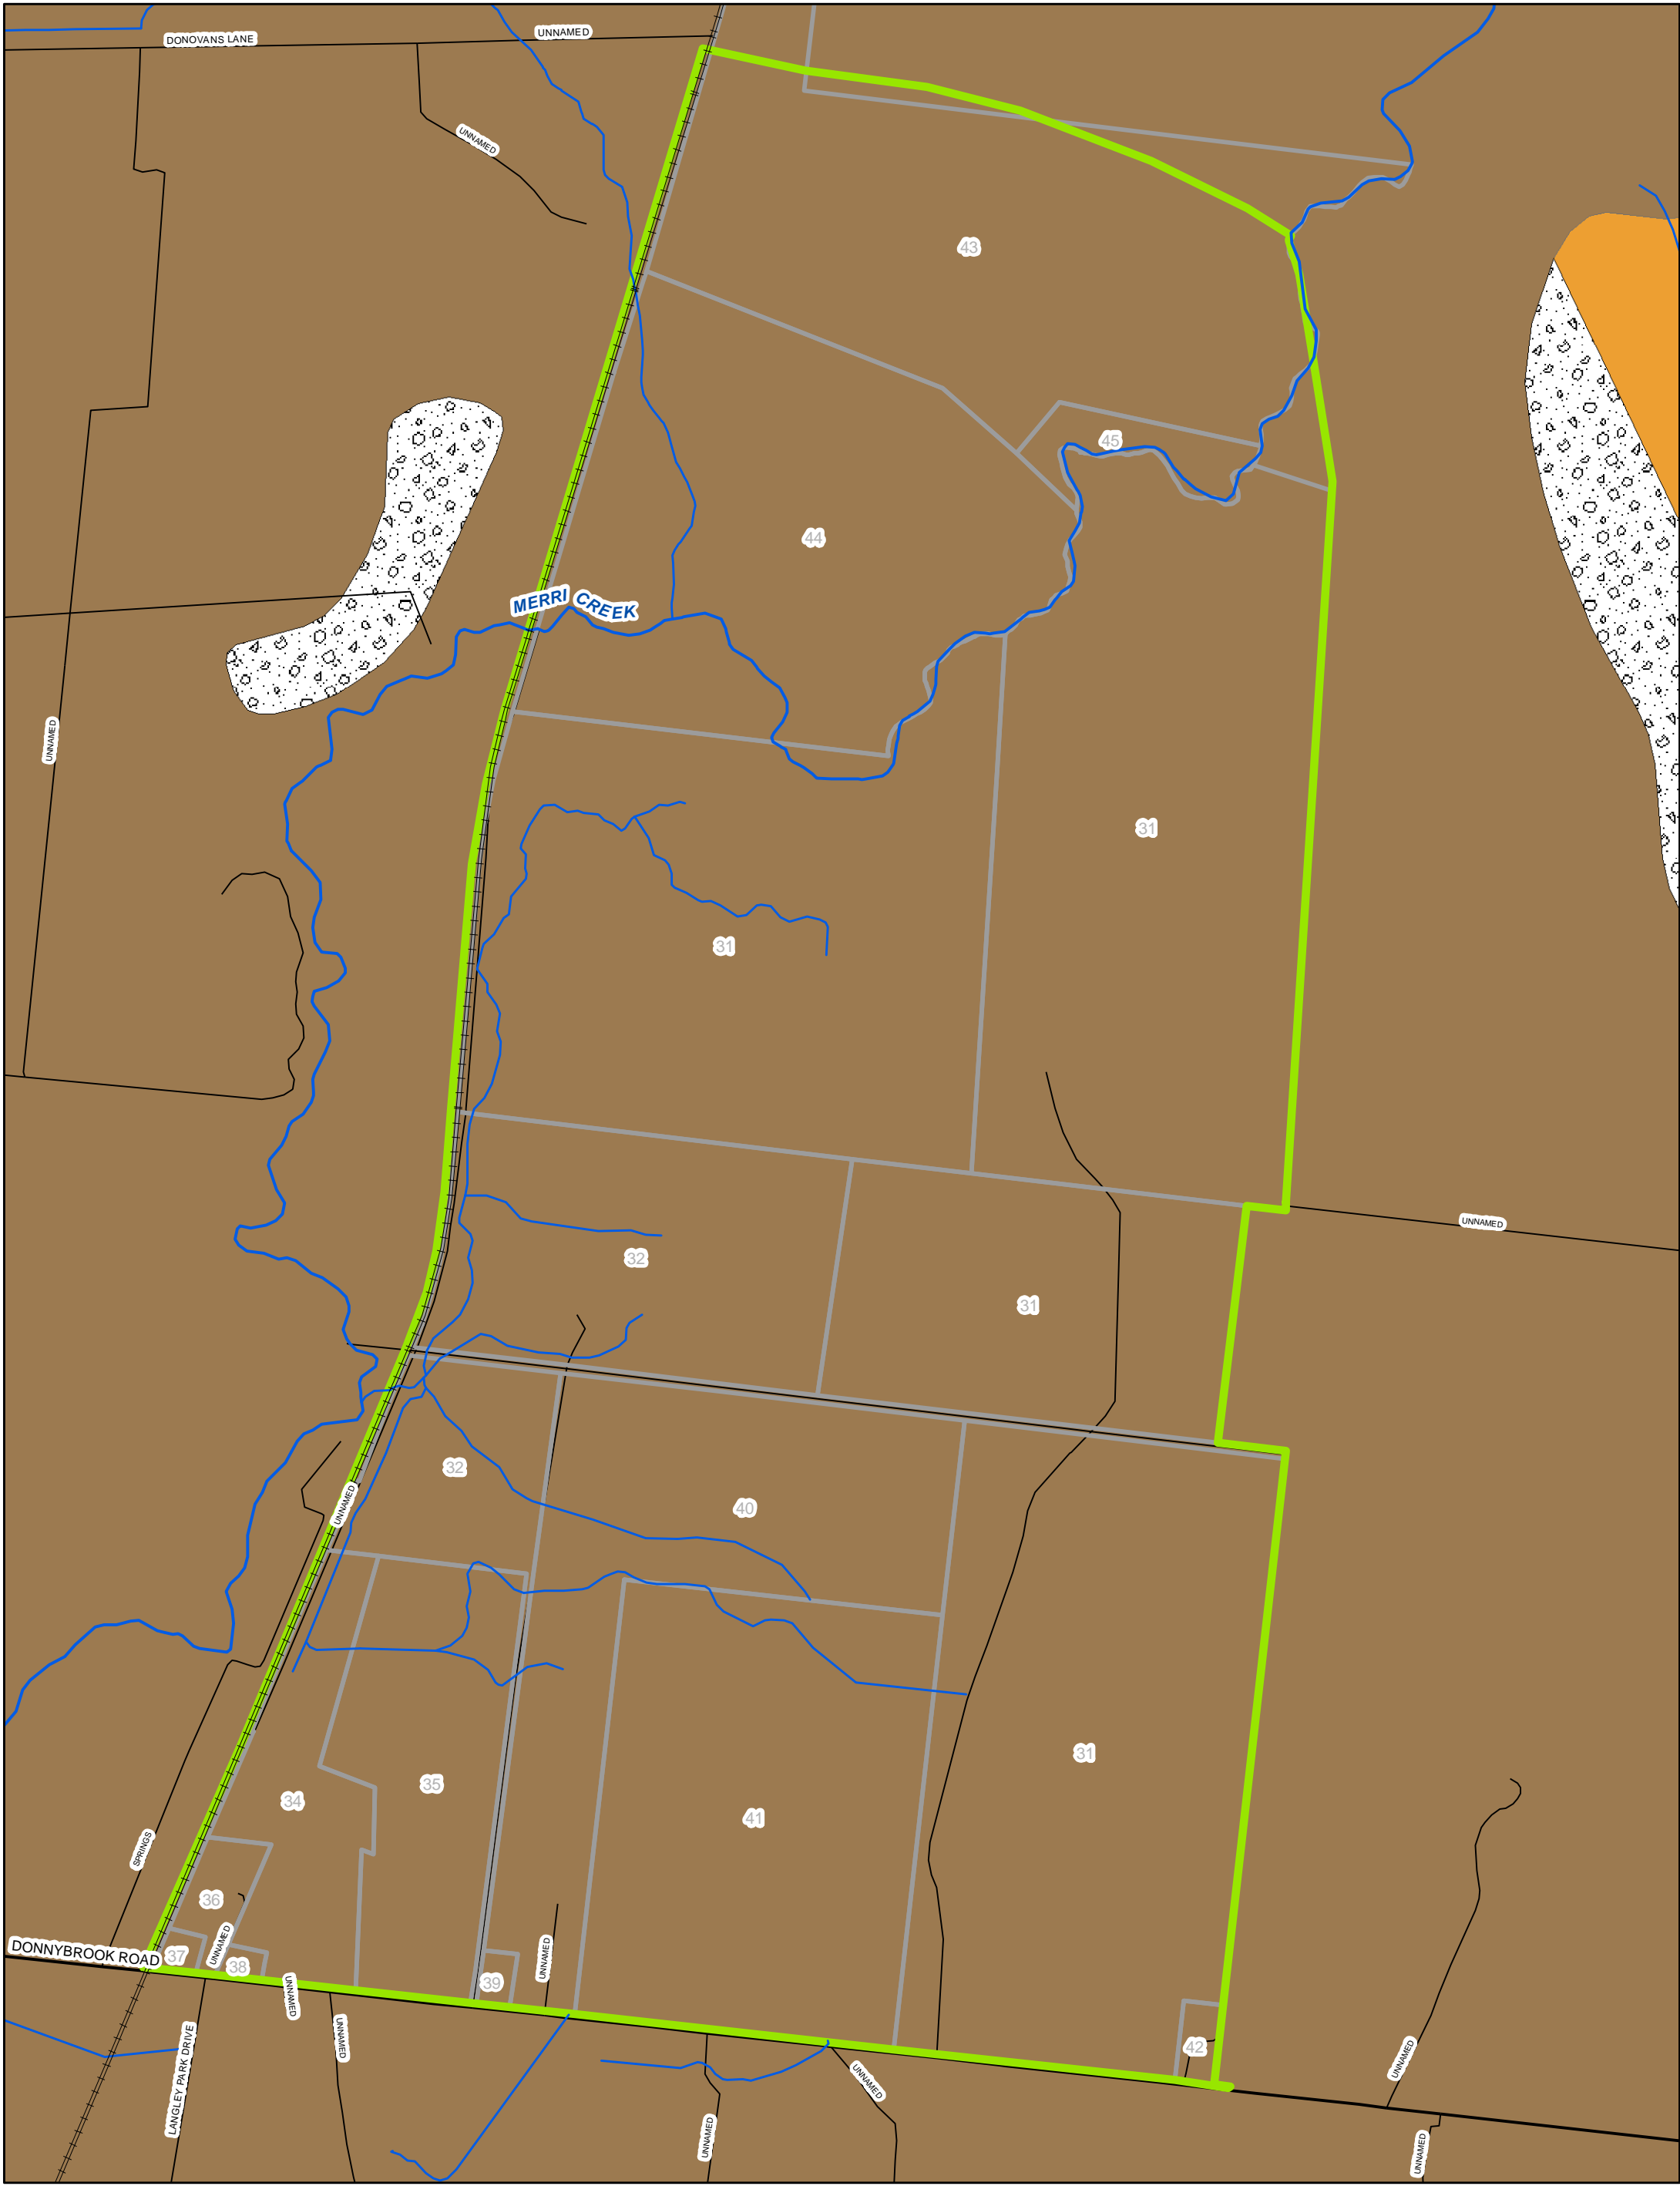 DONOVANS LANE
UNNAMED
UNNAMED
43
45
44
MERRI CREEK
UNNAMED
31
31
UNNAMED
32
31
32
UNNAMED
40
31
35
34
41
SPRINGS
36
UNNAMED
DONNYBROOK ROAD
37
38
UNNAMED
39
UNNAMED
UNNAMED
42
LANGLEY PARK DRIVE
UNNAMED
UNNAMED
UNNAMED
UNNAMED